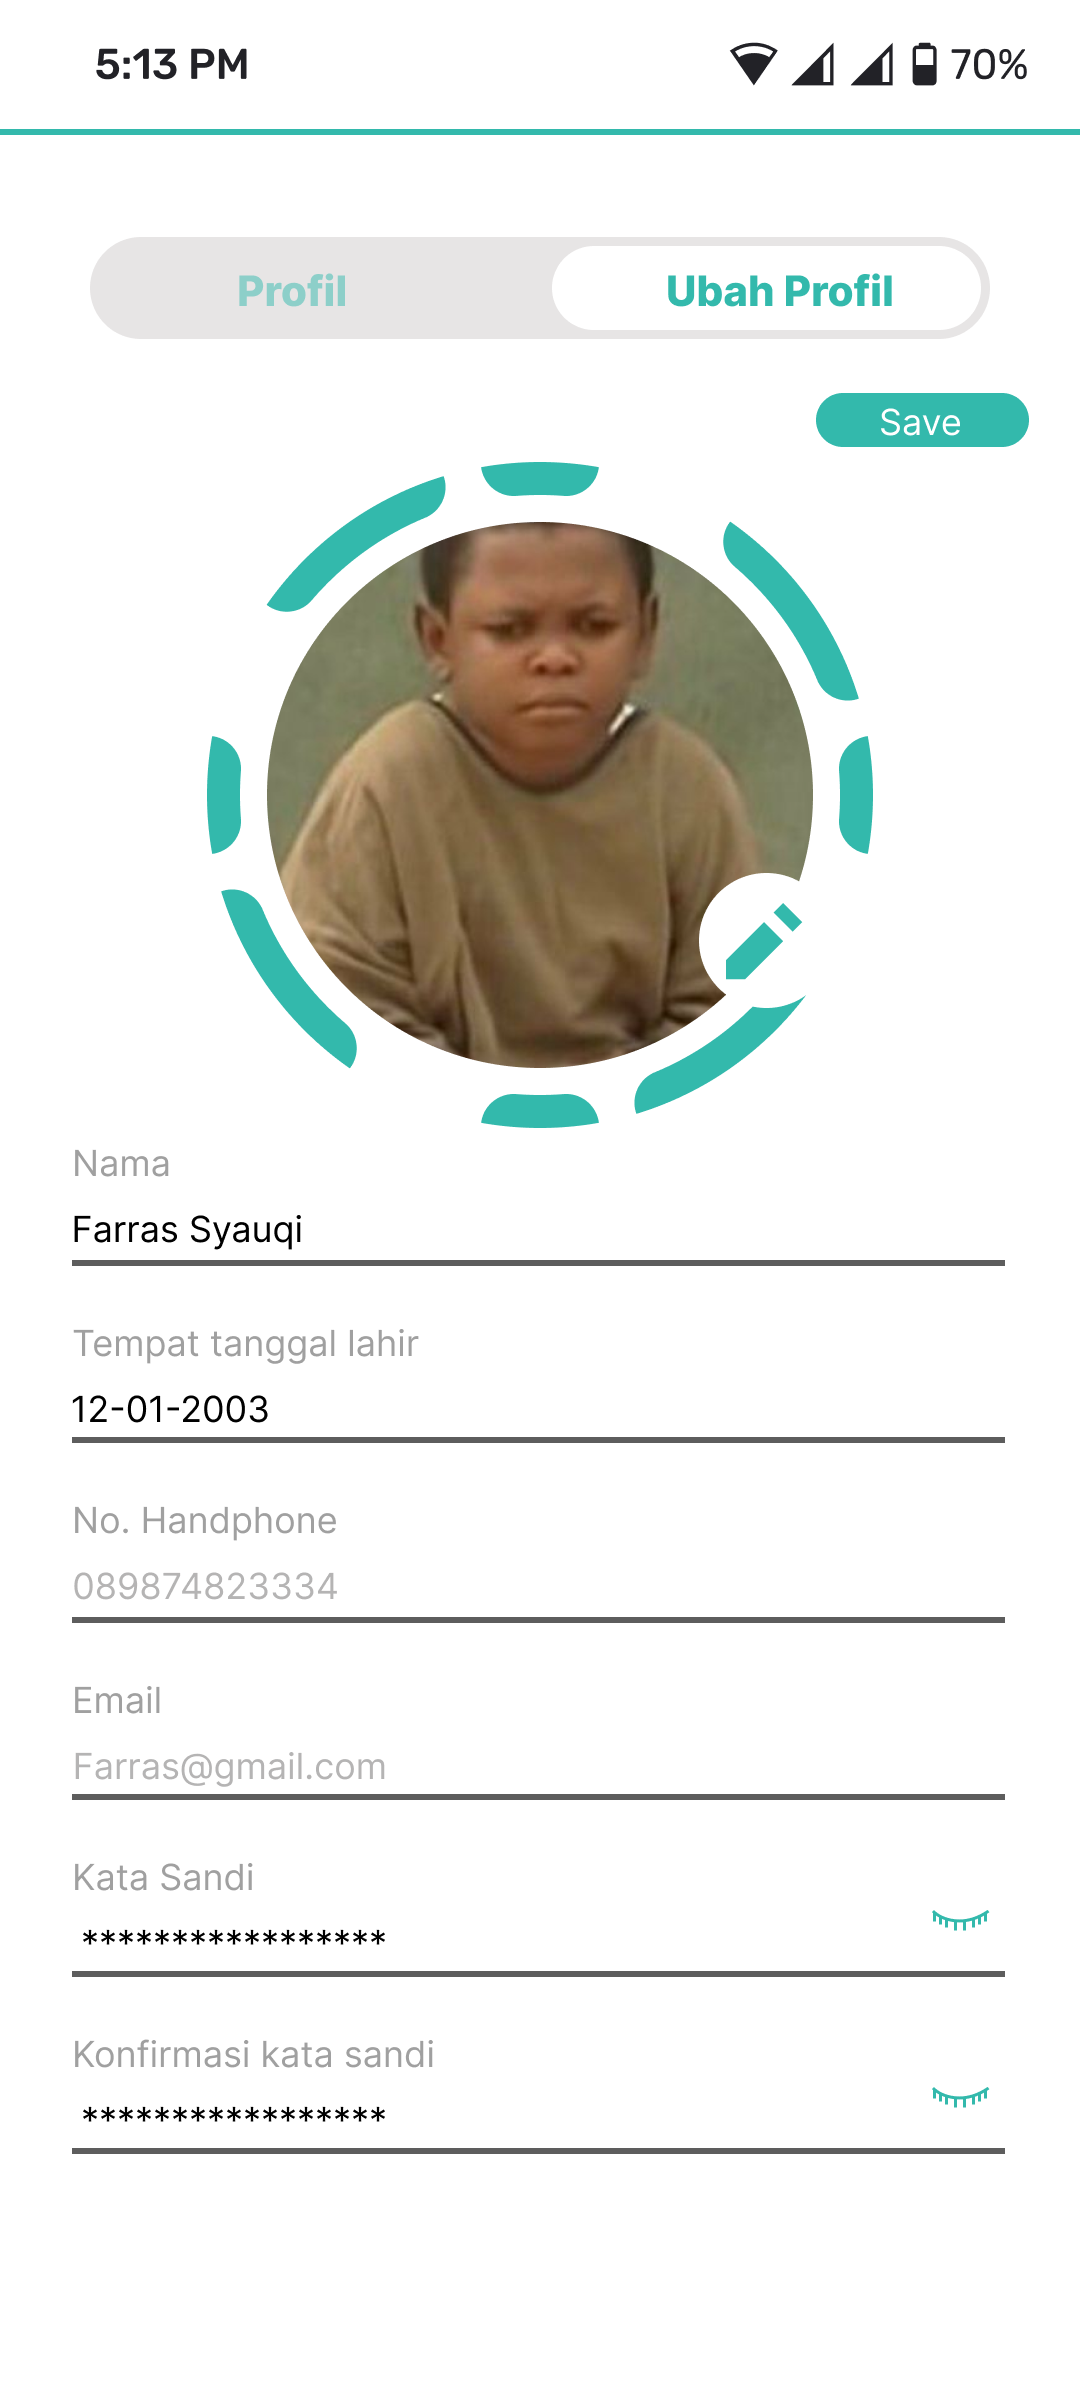 5:13 PM 70%
Profil Ubah Profil
Save
Nama
Farras Syauqi
Tempat tanggal lahir
12-01-2003
No. Handphone
089874823334
Email
Farras@gmail.com
Kata Sandi
*****************
Konfirmasi kata sandi
*****************